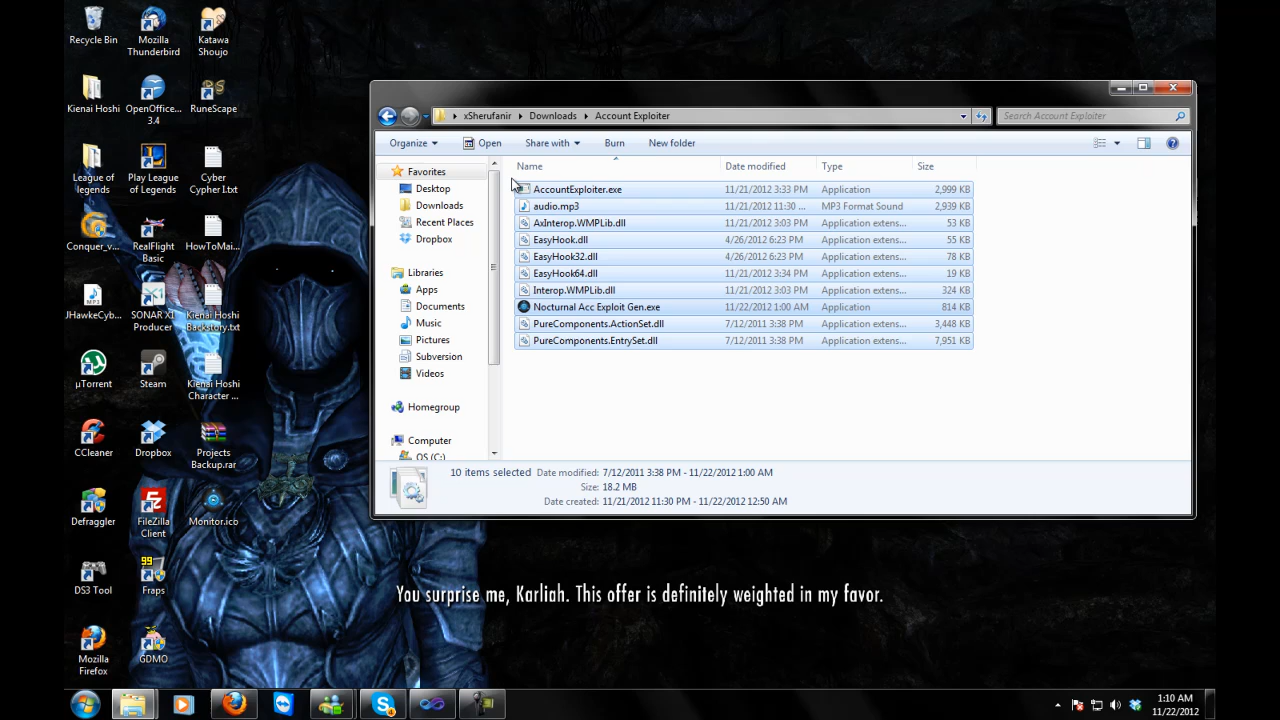 Recycle Bin
Mozilla Thunderbird
Katawa Shoujo
Kienai Hoshi
OpenOffice... 3.4
RuneScape
League of legends
Play League of Legends
Cyber Cypher I.txt
Conquer_v...
RealFlight Basic
HowToMai...
JHawkeCyb...
SONAR X1 Producer
Kienai Hoshi Backstory.txt
µTorrent
Steam
Kienai Hoshi Character ...
CCleaner
Dropbox
Projects Backup.rar
Defraggler
FileZilla Client
Monitor.ico
DS3 Tool
99
Fraps
Mozilla Firefox
GDMO
xSherufanir Downloads Account Exploiter
Search Account Exploiter
Organize Open Share with Burn New folder
Favorites
Desktop
Downloads
Recent Places
Dropbox
Libraries
Apps
Documents
Music
Pictures
Subversion
Videos
Homegroup
Computer
OS (C:)
Name Date modified Type Size
AccountExploiter.exe 11/21/2012 3:33 PM Application 2,999 KB
audio.mp3 11/21/2012 11:30 ... MP3 Format Sound 2,939 KB
AxInterop.WMPLib.dll 11/21/2012 3:03 PM Application extens... 53 KB
EasyHook.dll 4/26/2012 6:23 PM Application extens... 55 KB
EasyHook32.dll 4/26/2012 6:23 PM Application extens... 78 KB
EasyHook64.dll 11/21/2012 3:34 PM Application extens... 19 KB
Interop.WMPLib.dll 11/21/2012 3:03 PM Application extens... 324 KB
Nocturnal Acc Exploit Gen.exe 11/22/2012 1:00 AM Application 814 KB
PureComponents.ActionSet.dll 7/12/2011 3:38 PM Application extens... 3,448 KB
PureComponents.EntrySet.dll 7/12/2011 3:38 PM Application extens... 7,951 KB
10 items selected Date modified: 7/12/2011 3:38 PM - 11/22/2012 1:00 AM
Size: 18.2 MB
Date created: 11/21/2012 11:30 PM - 11/22/2012 12:50 AM
You surprise me, Karliah. This offer is definitely weighted in my favor.
1:10 AM
11/22/2012